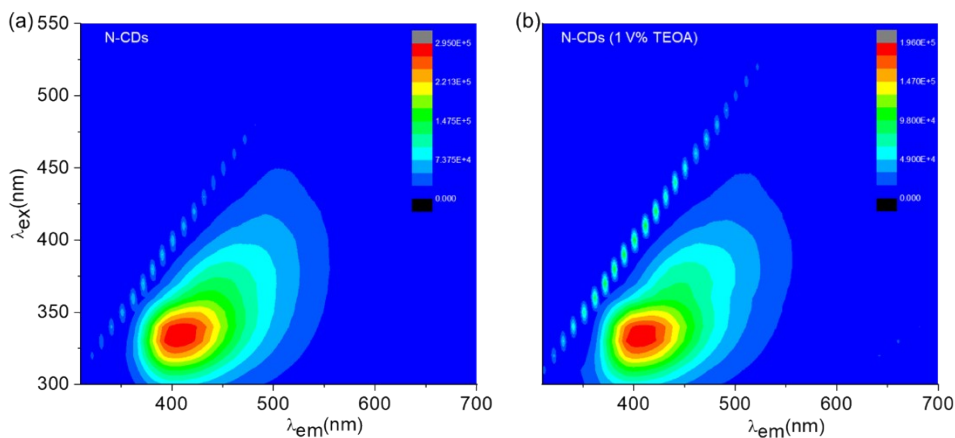 (a)
N-CDs
2.950E+5
2.213E+5
1.475E+5
7.375E+4
0.000
550
500
450
400
350
300
λex(nm)
400
500
600
700
λem(nm)
(b)
N-CDs (1 V% TEOA)
1.960E+5
1.470E+5
9.800E+4
4.900E+4
0.000
400
500
600
700
λem(nm)